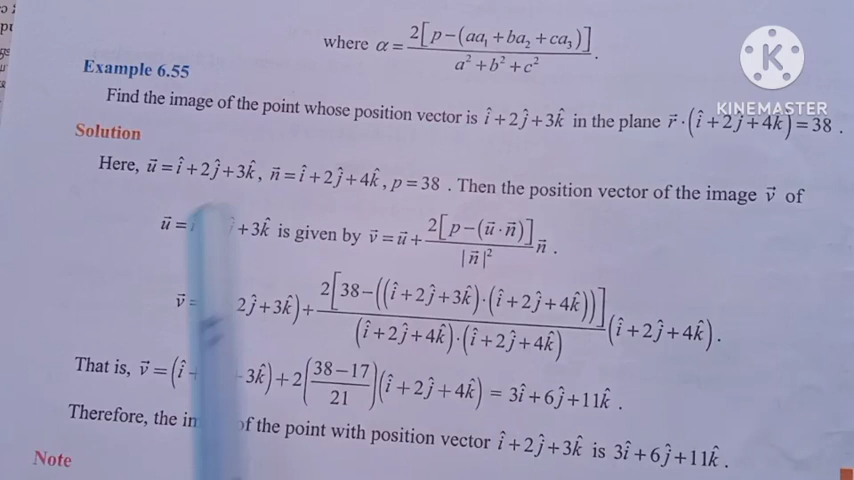 where α = 2[p−(aa₁+ba₂+ca₃)] / a²+b²+c² .
Example 6.55
KINEMASTER
Find the image of the point whose position vector is î+2ĵ+3k̂ in the plane r⃗·(î+2ĵ+4k̂)=38 .
Solution
Here, u⃗=î+2ĵ+3k̂, n⃗=î+2ĵ+4k̂, p=38 . Then the position vector of the image v⃗ of
u⃗= +3k̂ is given by v⃗=u⃗+ 2[p−(u⃗·n⃗)] / |n⃗|² n⃗ .
v⃗= 2ĵ+3k̂)+ 2[38−((î+2ĵ+3k̂)·(î+2ĵ+4k̂))] / (î+2ĵ+4k̂)·(î+2ĵ+4k̂) (î+2ĵ+4k̂).
That is, v⃗=(î+ 3k̂)+2(38−17 / 21)(î+2ĵ+4k̂) = 3î+6ĵ+11k̂ .
Therefore, the of the point with position vector î+2ĵ+3k̂ is 3î+6ĵ+11k̂ .
Note